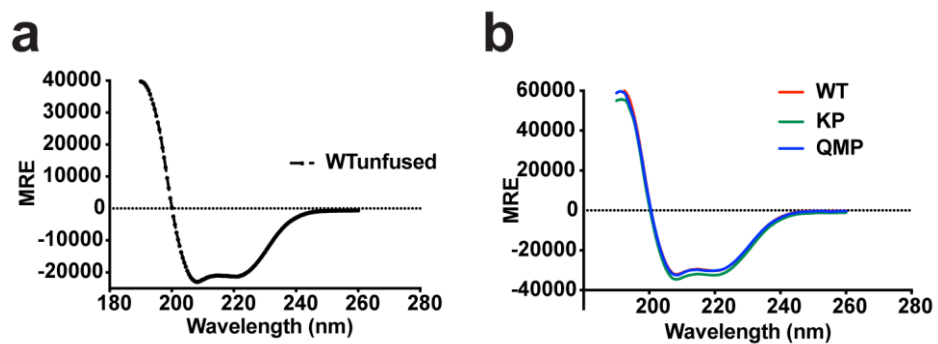 a
MRE
40000
30000
20000
10000
0
-10000
-20000
180 200 220 240 260 280
Wavelength (nm)
WTunfused
b
MRE
60000
40000
20000
0
-20000
-40000
200 220 240 260 280
Wavelength (nm)
WT
KP
QMP